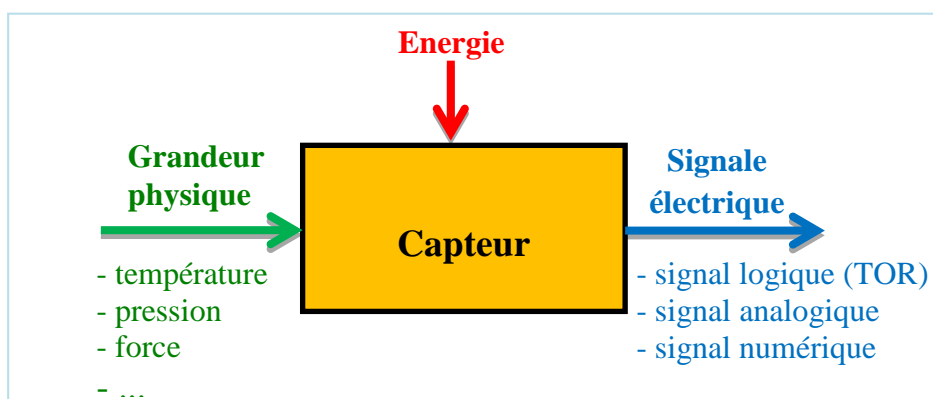 Energie
Grandeur
physique
- température
- pression
- force
- ...
Capteur
Signale
électrique
- signal logique (TOR)
- signal analogique
- signal numérique